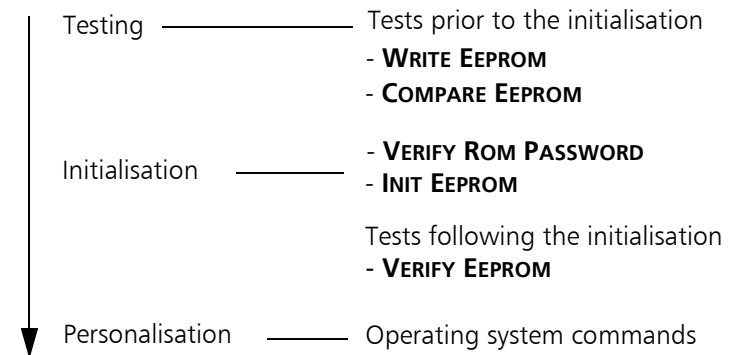 Testing Tests prior to the initialisation
- WRITE EEPROM
- COMPARE EEPROM
- VERIFY ROM PASSWORD
Initialisation
- INIT EEPROM
Tests following the initialisation
- VERIFY EEPROM
Personalisation Operating system commands